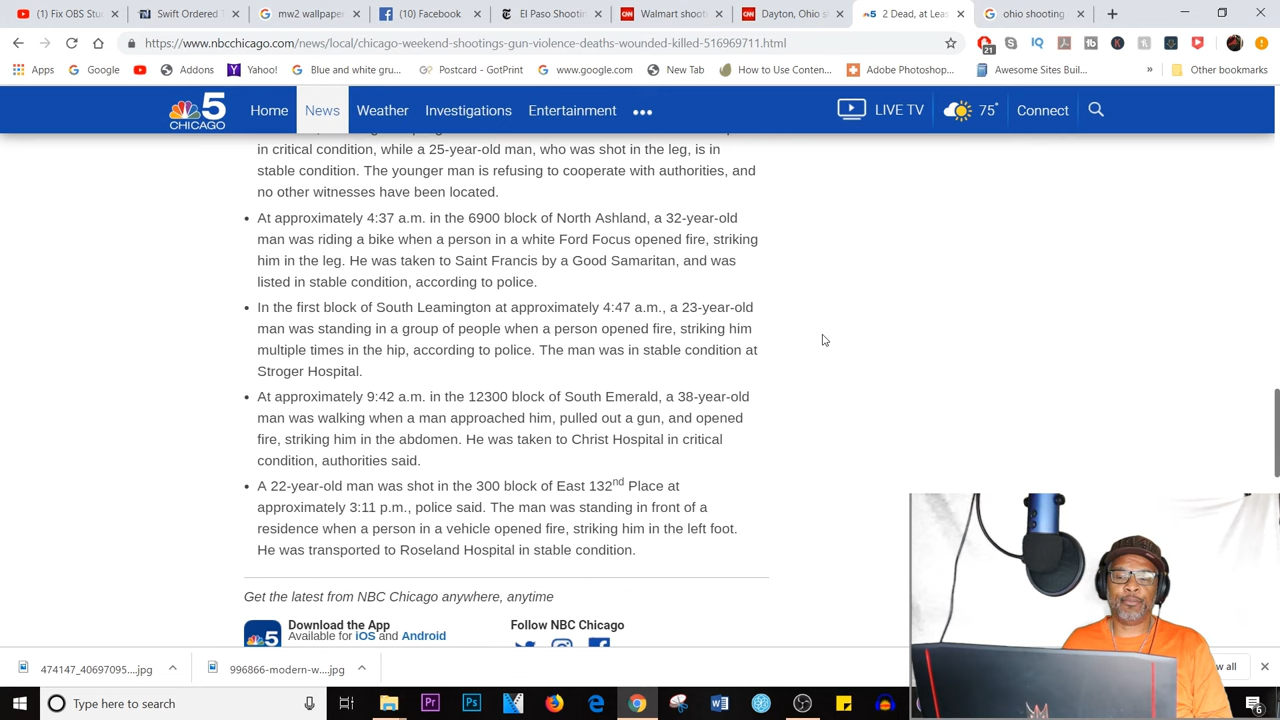 (1) Fix OBS Stu
Swift Ordered T
mw2 wallpaper
(10) Facebook
El Paso Shootin
Walmart shooti
Dayton, Ohio sh
2 Dead, at Leas
ohio shooting
https://www.nbcchicago.com/news/local/chicago-weekend-shootings-gun-violence-deaths-wounded-killed-516969711.html
21
IQ
Apps
Google
Addons
Yahoo!
Blue and white gru...
Postcard - GotPrint
www.google.com
New Tab
How to Use Conten...
Adobe Photoshop...
Awesome Sites Buil...
»
Other bookmarks
5
CHICAGO
Home
News
Weather
Investigations
Entertainment
LIVE TV
75°
Connect
in critical condition, while a 25-year-old man, who was shot in the leg, is in
stable condition. The younger man is refusing to cooperate with authorities, and
no other witnesses have been located.
• At approximately 4:37 a.m. in the 6900 block of North Ashland, a 32-year-old
man was riding a bike when a person in a white Ford Focus opened fire, striking
him in the leg. He was taken to Saint Francis by a Good Samaritan, and was
listed in stable condition, according to police.
• In the first block of South Leamington at approximately 4:47 a.m., a 23-year-old
man was standing in a group of people when a person opened fire, striking him
multiple times in the hip, according to police. The man was in stable condition at
Stroger Hospital.
• At approximately 9:42 a.m. in the 12300 block of South Emerald, a 38-year-old
man was walking when a man approached him, pulled out a gun, and opened
fire, striking him in the abdomen. He was taken to Christ Hospital in critical
condition, authorities said.
• A 22-year-old man was shot in the 300 block of East 132nd Place at
approximately 3:11 p.m., police said. The man was standing in front of a
residence when a person in a vehicle opened fire, striking him in the left foot.
He was transported to Roseland Hospital in stable condition.
Get the latest from NBC Chicago anywhere, anytime
Download the App
Available for iOS and Android
Follow NBC Chicago
5
474147_40697095....jpg
996866-modern-w....jpg
w all
Type here to search
Pr
Ps
6